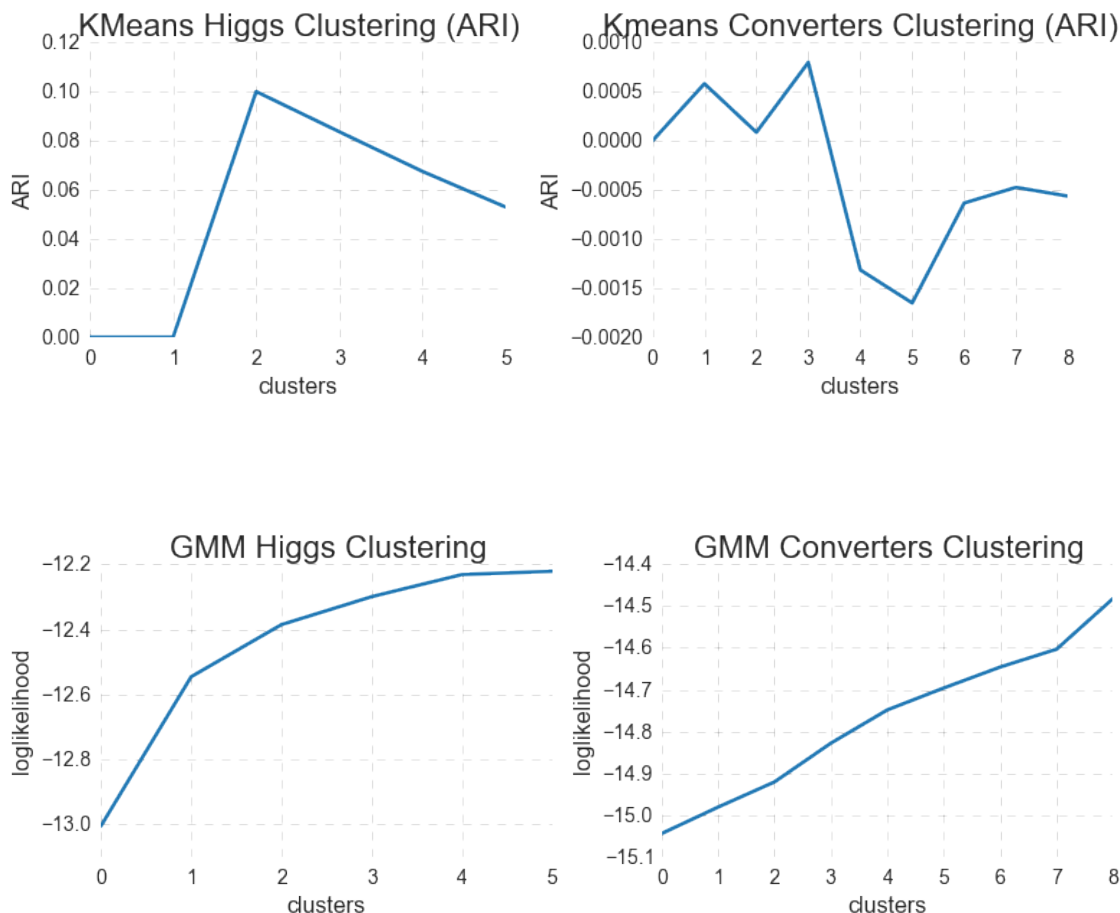 KMeans Higgs Clustering (ARI)
0.12
0.10
0.08
0.06
0.04
0.02
0.00
ARI
0 1 2 3 4 5
clusters
Kmeans Converters Clustering (ARI)
0.0010
0.0005
0.0000
−0.0005
−0.0010
−0.0015
−0.0020
ARI
0 1 2 3 4 5 6 7 8
clusters
GMM Higgs Clustering
−12.2
−12.4
−12.6
−12.8
−13.0
loglikelihood
0 1 2 3 4 5
clusters
GMM Converters Clustering
−14.4
−14.5
−14.6
−14.7
−14.8
−14.9
−15.0
−15.1
loglikelihood
0 1 2 3 4 5 6 7 8
clusters